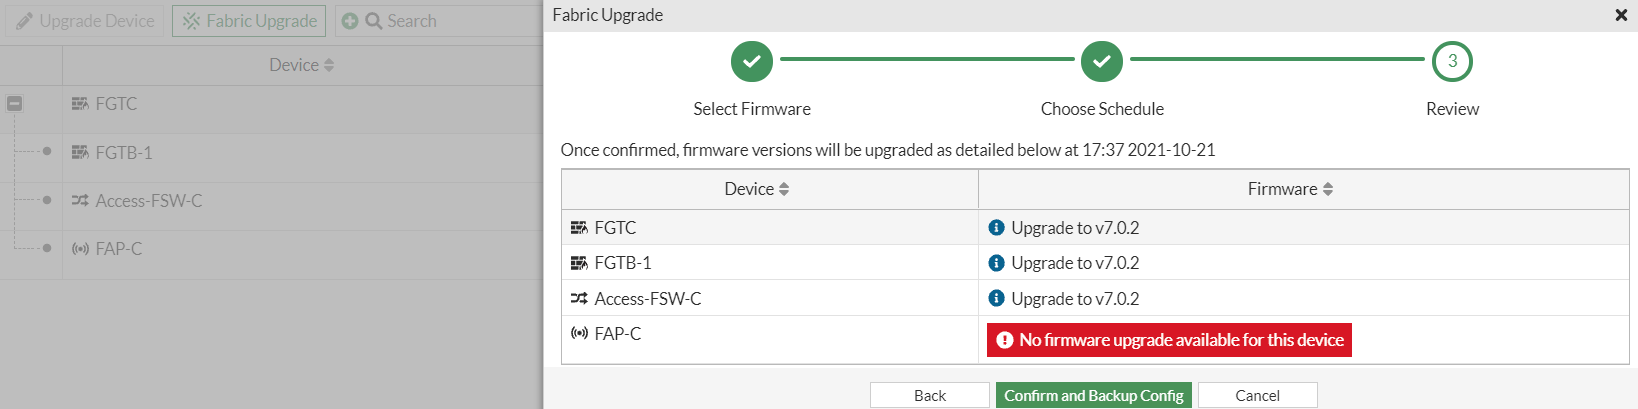 Upgrade Device
Fabric Upgrade
Search
Device
FGTC
FGTB-1
Access-FSW-C
FAP-C
Fabric Upgrade
3
Select Firmware
Choose Schedule
Review
Once confirmed, firmware versions will be upgraded as detailed below at 17:37 2021-10-21
Device Firmware
FGTC Upgrade to v7.0.2
FGTB-1 Upgrade to v7.0.2
Access-FSW-C Upgrade to v7.0.2
FAP-C No firmware upgrade available for this device
Back Confirm and Backup Config Cancel